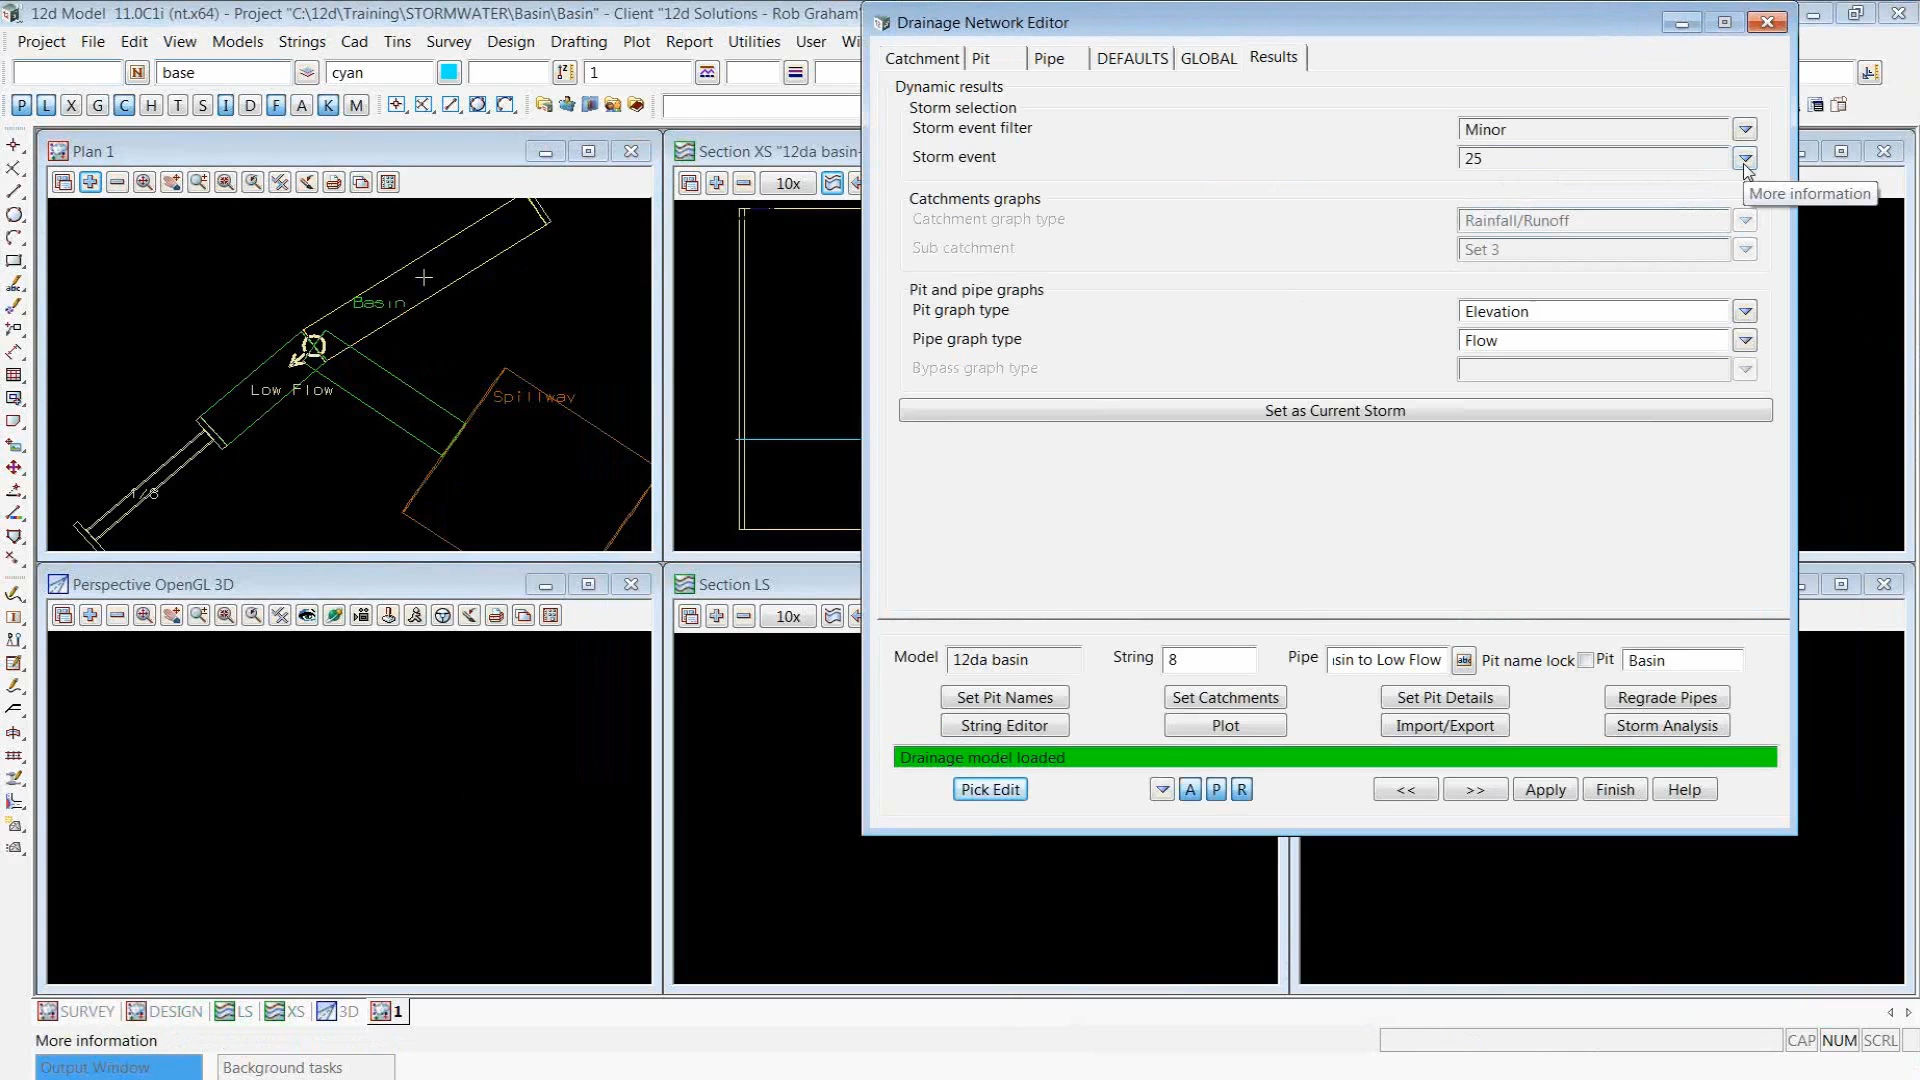 12d Model 11.0C1i (nt.x64) - Project "C:\12d\Training\STORMWATER\Basin\Basin" - Client "12d Solutions - Rob Graham"
Project File Edit View Models Strings Cad Tins Survey Design Drafting Plot Report Utilities User
base cyan 1
P L X G C H T S I D F A K M
Plan 1
Section XS "12da basin-
10x
Basin
Low Flow
Spillway
1/8
Perspective OpenGL 3D
Section LS
10x
Drainage Network Editor
Catchment Pit Pipe DEFAULTS GLOBAL Results
Dynamic results
Storm selection
Storm event filter Minor
Storm event 25
More information
Catchments graphs
Catchment graph type Rainfall/Runoff
Sub catchment Set 3
Pit and pipe graphs
Pit graph type Elevation
Pipe graph type Flow
Bypass graph type
Set as Current Storm
Model 12da basin String 8 Pipe sin to Low Flow Pit name lock Pit Basin
Set Pit Names Set Catchments Set Pit Details Regrade Pipes
String Editor Plot Import/Export Storm Analysis
Drainage model loaded
Pick Edit A P R << >> Apply Finish Help
SURVEY DESIGN LS XS 3D 1
More information
CAP NUM SCRL
Output Window Background tasks